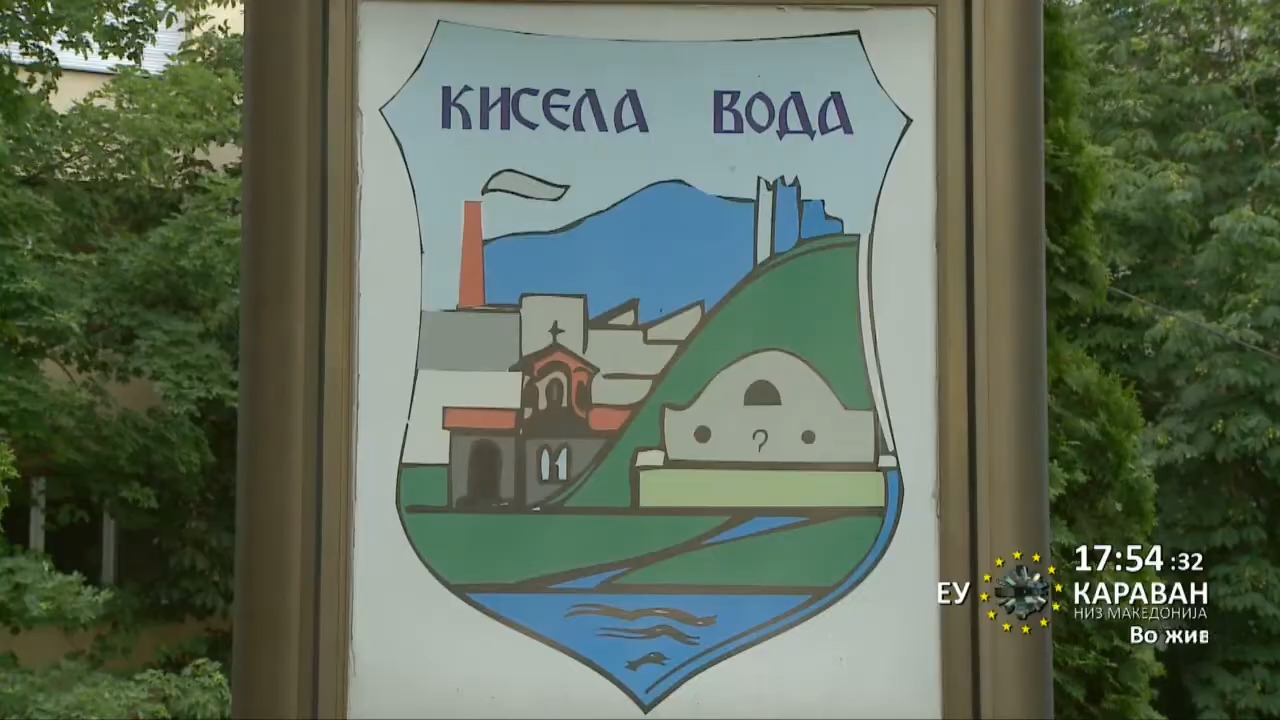 КИСЕЛА ВОДА
17:54 :32
ЕУ КАРАВАН
НИЗ МАКЕДОНИЈА
Во жив